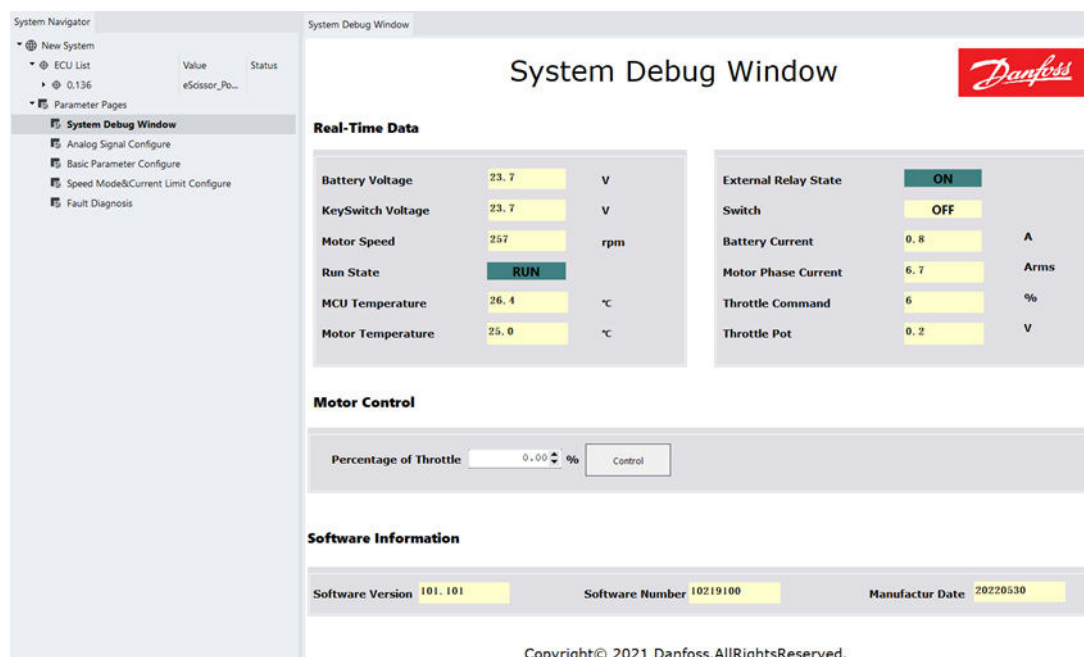 System Navigator
New System
ECU List Value Status
0.136 eScissor_Po...
Parameter Pages
System Debug Window
Analog Signal Configure
Basic Parameter Configure
Speed Mode&Current Limit Configure
Fault Diagnosis
System Debug Window
System Debug Window
Danfoss
Real-Time Data
Battery Voltage 23.7 V
KeySwitch Voltage 23.7 V
Motor Speed 257 rpm
Run State RUN
MCU Temperature 26.4 ℃
Motor Temperature 25.0 ℃
External Relay State ON
Switch OFF
Battery Current 0.8 A
Motor Phase Current 6.7 Arms
Throttle Command 6 %
Throttle Pot 0.2 V
Motor Control
Percentage of Throttle 0.00 % Control
Software Information
Software Version 101.101 Software Number 10219100 Manufactur Date 20220530
Copyright© 2021 Danfoss.AllRightsReserved.